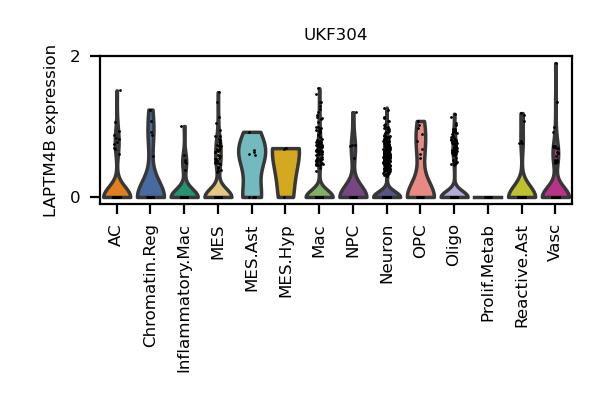 UKF304
LAPTM4B expression
2
0
AC
Chromatin.Reg
Inflammatory.Mac
MES
MES.Ast
MES.Hyp
Mac
NPC
Neuron
OPC
Oligo
Prolif.Metab
Reactive.Ast
Vasc